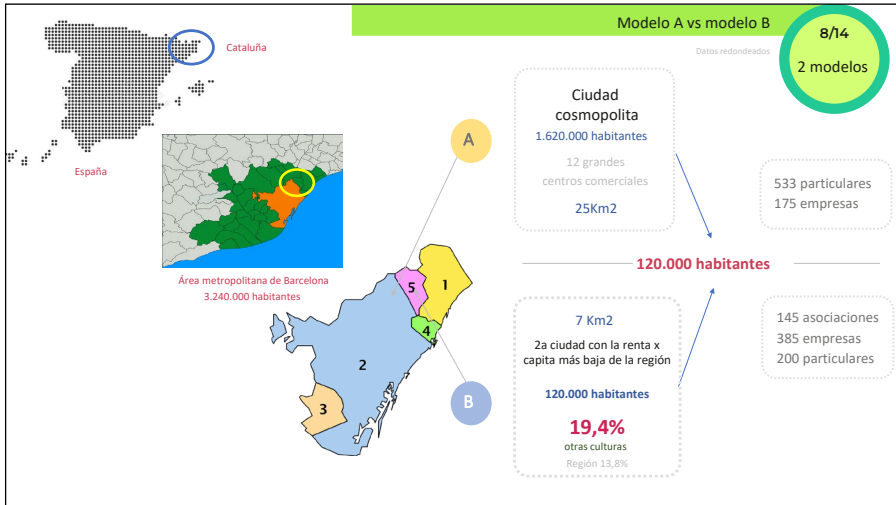 Modelo A vs modelo B
8/14
2 modelos
Datos redondeados
Cataluña
España
Área metropolitana de Barcelona
3.240.000 habitantes
A
B
1
5
4
2
3
Ciudad
cosmopolita
1.620.000 habitantes
12 grandes
centros comerciales
25Km2
533 particulares
175 empresas
120.000 habitantes
7 Km2
2a ciudad con la renta x
capita más baja de la región
120.000 habitantes
19,4%
otras culturas
Región 13,8%
145 asociaciones
385 empresas
200 particulares